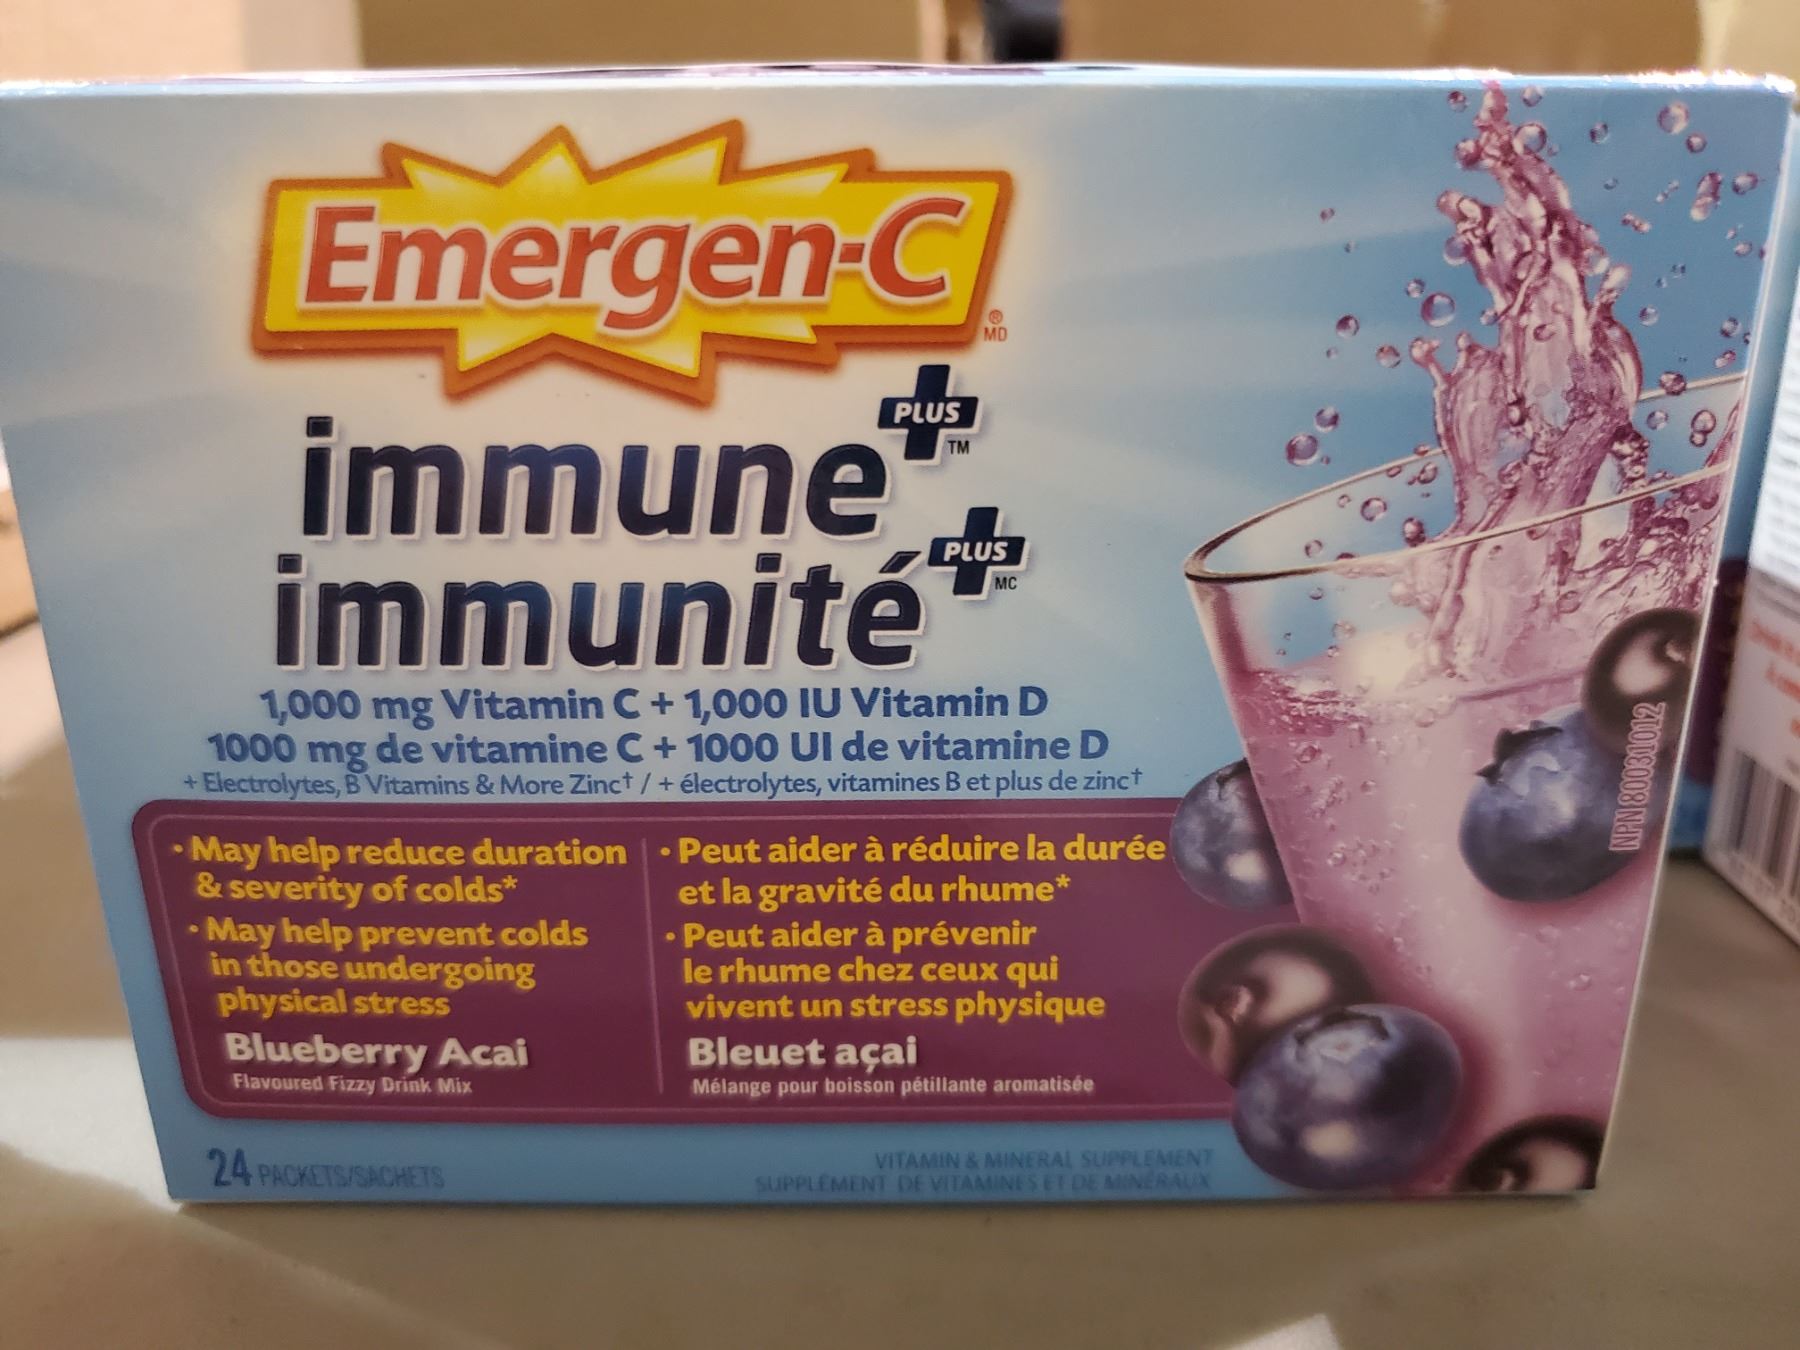 Emergen-C
® MD
immune PLUS ™
immunité PLUS MC
1,000 mg Vitamin C + 1,000 IU Vitamin D
1000 mg de vitamine C + 1000 UI de vitamine D
+ Electrolytes, B Vitamins & More Zinc† / + électrolytes, vitamines B et plus de zinc†
• May help reduce duration
& severity of colds*
• May help prevent colds
in those undergoing
physical stress
Blueberry Acai
Flavoured Fizzy Drink Mix
• Peut aider à réduire la durée
et la gravité du rhume*
• Peut aider à prévenir
le rhume chez ceux qui
vivent un stress physique
Bleuet açai
Mélange pour boisson pétillante aromatisée
NPN 80031012
24 PACKETS/SACHETS
VITAMIN & MINERAL SUPPLEMENT
SUPPLÉMENT DE VITAMINES ET DE MINÉRAUX